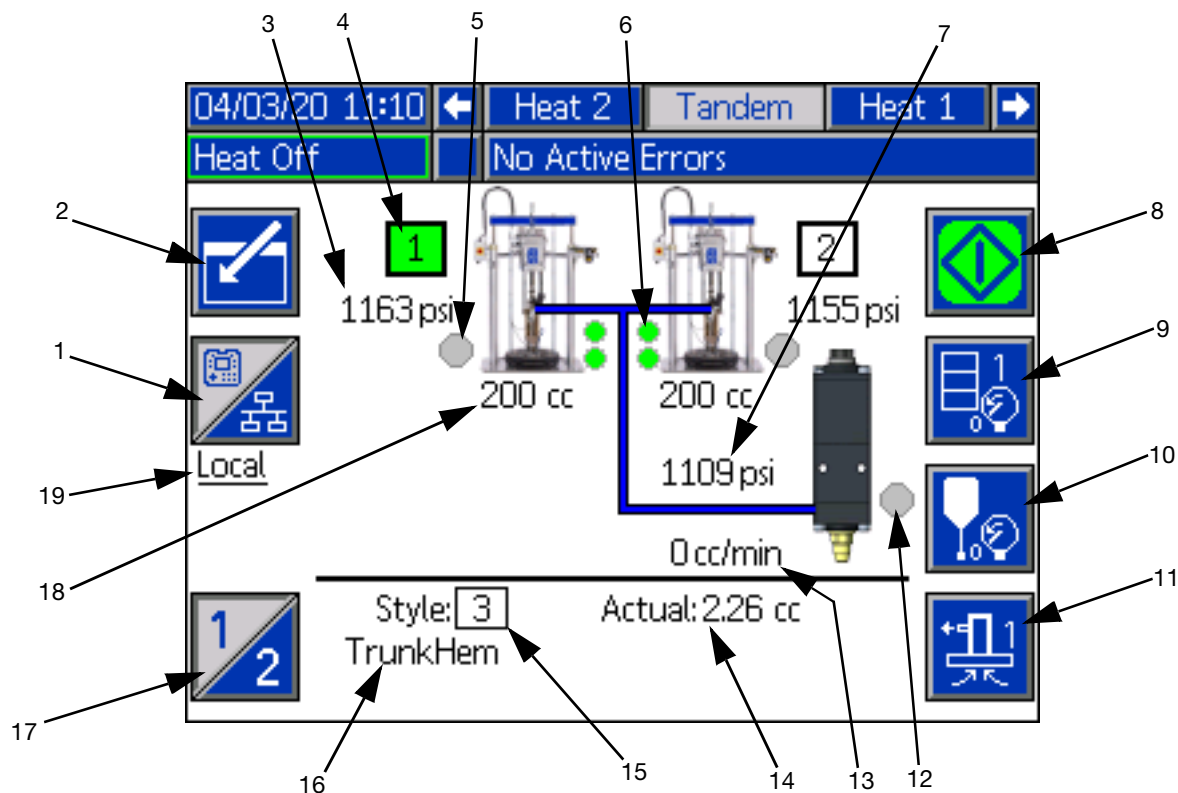 3 4 5 6 7
04/03/20 11:10 Heat 2 Tandem Heat 1
Heat Off No Active Errors
2 8
1 2
1163 psi 1155 psi
1 9
1
0
200 cc 200 cc
Local 1109 psi
19 10
0
18
0 cc/min
11
Style: 3 Actual: 2.26 cc
1 1
TrunkHem
2
17
16 15 14 13 12